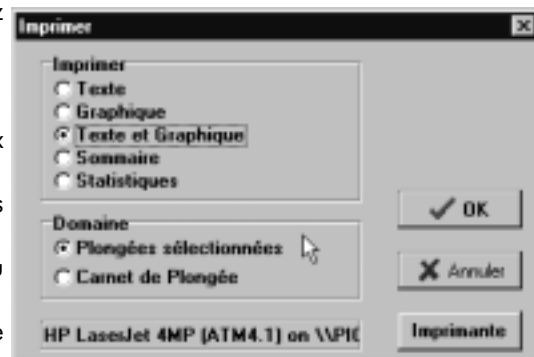 z
Imprimer
Imprimer
Texte
Graphique
Texte et Graphique
x
Sommaire
Statistiques
s
OK
Domaine
Plongées sélectionnées
Carnet de Plongée
Annuler
u
e
HP LaserJet 4MP (ATM4.1) on \\PIC
Imprimante